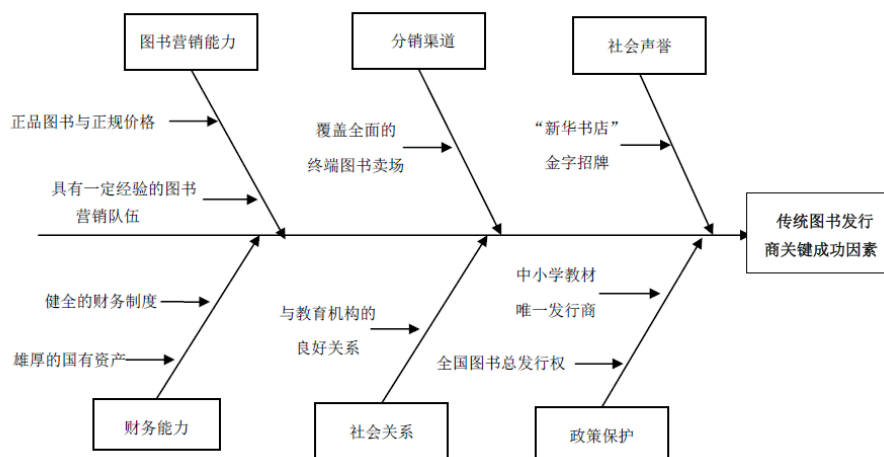 图书营销能力
分销渠道
社会声誉
正品图书与正规价格
具有一定经验的图书
营销队伍
覆盖全面的
终端图书卖场
“新华书店”
金字招牌
传统图书发行
商关键成功因素
健全的财务制度
雄厚的国有资产
与教育机构的
良好关系
中小学教材
唯一发行商
全国图书总发行权
财务能力
社会关系
政策保护